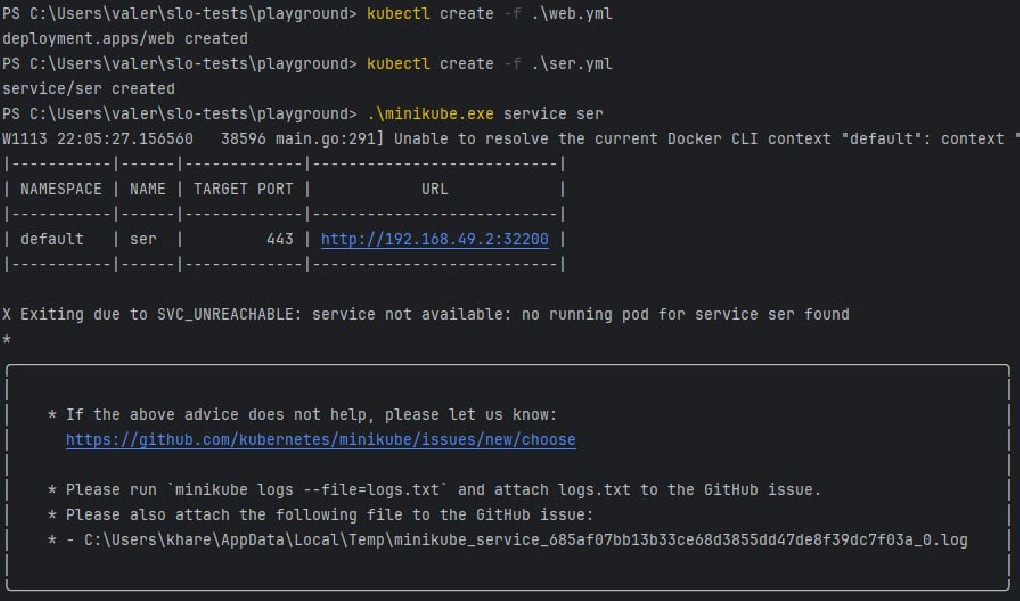 PS C:\Users\valer\slo-tests\playground> kubectl create -f .\web.yml
deployment.apps/web created
PS C:\Users\valer\slo-tests\playground> kubectl create -f .\ser.yml
service/ser created
PS C:\Users\valer\slo-tests\playground> .\minikube.exe service ser
W1113 22:05:27.156560   38596 main.go:291] Unable to resolve the current Docker CLI context "default": context "
|-----------|------|-------------|---------------------------|
| NAMESPACE | NAME | TARGET PORT |            URL            |
|-----------|------|-------------|---------------------------|
| default   | ser  |         443 | http://192.168.49.2:32200 |
|-----------|------|-------------|---------------------------|
X Exiting due to SVC_UNREACHABLE: service not available: no running pod for service ser found
*
* If the above advice does not help, please let us know:
https://github.com/kubernetes/minikube/issues/new/choose
* Please run `minikube logs --file=logs.txt` and attach logs.txt to the GitHub issue.
* Please also attach the following file to the GitHub issue:
* - C:\Users\khare\AppData\Local\Temp\minikube_service_685af07bb13b33ce68d3855dd47de8f39dc7f03a_0.log